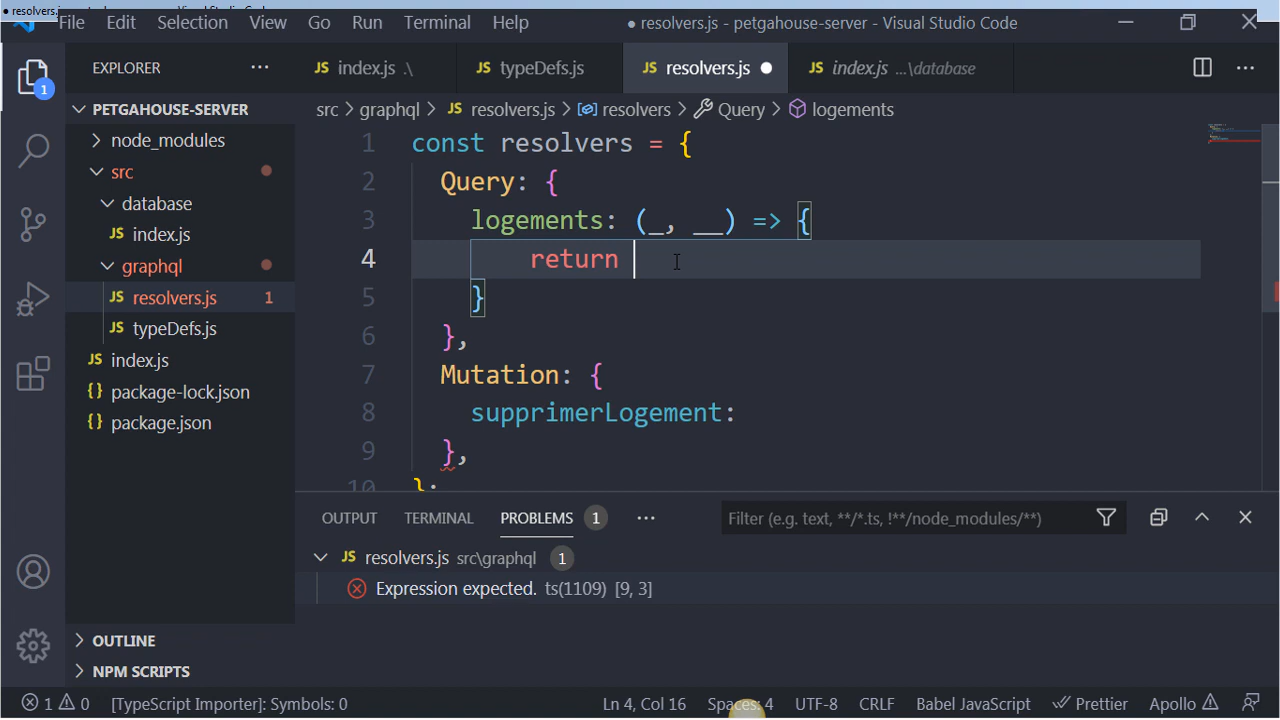 ● resolvers.js
File Edit Selection View Go Run Terminal Help
● resolvers.js - petgahouse-server - Visual Studio Code
EXPLORER ···
JS index.js .\
JS typeDefs.js
JS resolvers.js ●
JS index.js ...\database
···
1
PETGAHOUSE-SERVER
node_modules
src
database
JS index.js
graphql
JS resolvers.js 1
JS typeDefs.js
JS index.js
{} package-lock.json
{} package.json
OUTLINE
NPM SCRIPTS
src > graphql > JS resolvers.js > resolvers > Query > logements
1 const resolvers = {
2 Query: {
3 logements: (_, __) => {
4 return
5 }
6 },
7 Mutation: {
8 supprimerLogement:
9 },
10 };
OUTPUT TERMINAL PROBLEMS 1 ···
Filter (e.g. text, **/*.ts, !**/node_modules/**)
JS resolvers.js src\graphql 1
Expression expected. ts(1109) [9, 3]
1 0 [TypeScript Importer]: Symbols: 0 Ln 4, Col 16 Spaces: 4 UTF-8 CRLF Babel JavaScript Prettier Apollo